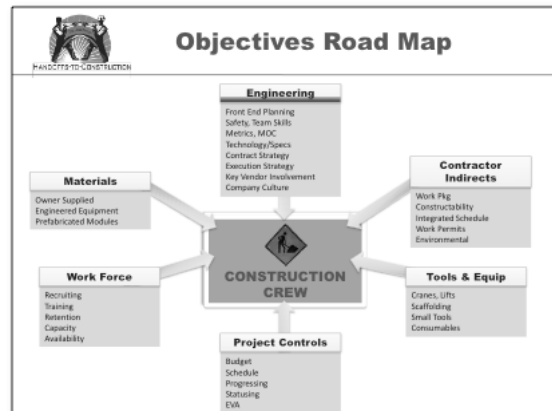 HANDOFFS-TO-CONSTRUCTION
Objectives Road Map
Engineering
Front End Planning
Safety, Team Skills
Metrics, MOC
Technology/Specs
Contract Strategy
Execution Strategy
Key Vendor Involvement
Company Culture
Materials
Owner Supplied
Engineered Equipment
Prefabricated Modules
Contractor
Indirects
Work Pkg
Constructability
Integrated Schedule
Work Permits
Environmental
CONSTRUCTION
CREW
Work Force
Recruiting
Training
Retention
Capacity
Availability
Tools & Equip
Cranes, Lifts
Scaffolding
Small Tools
Consumables
Project Controls
Budget
Schedule
Progressing
Statusing
EVA